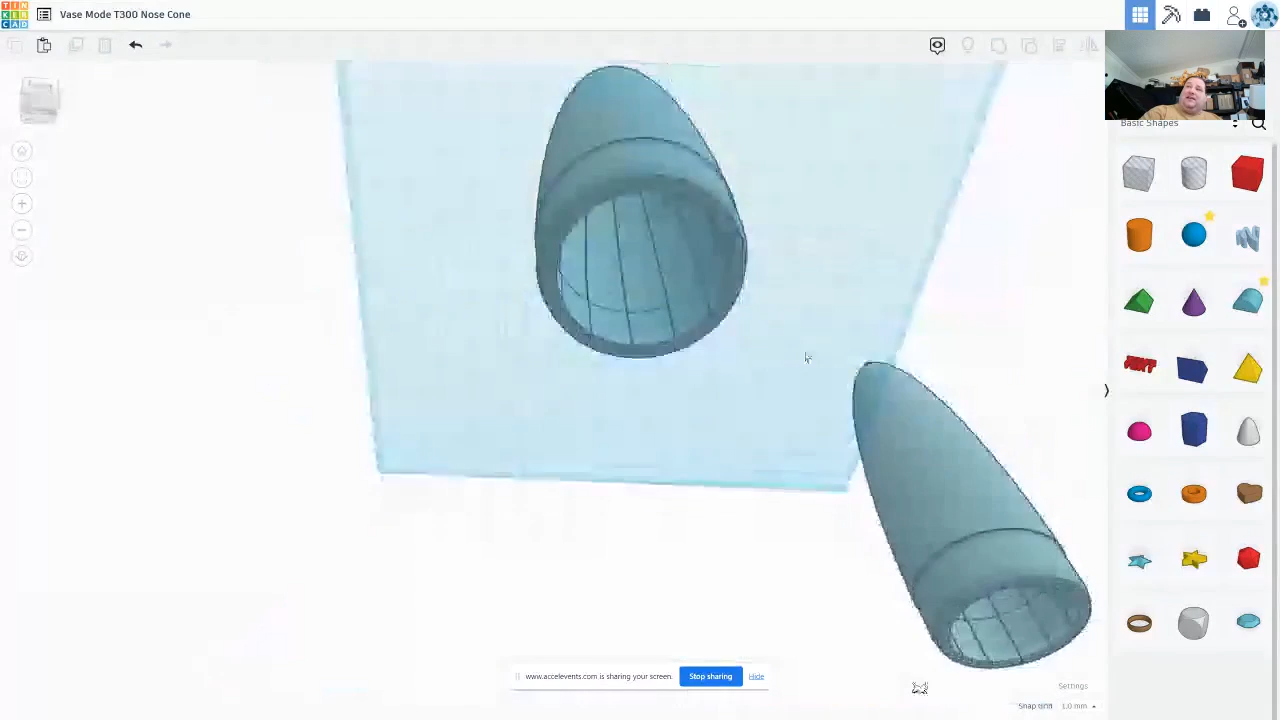 TIN
KER
CAD
Vase Mode T300 Nose Cone
Basic Shapes
TEXT
www.accelevents.com is sharing your screen.
Stop sharing
Hide
Settings
Snap Grid 1.0 mm